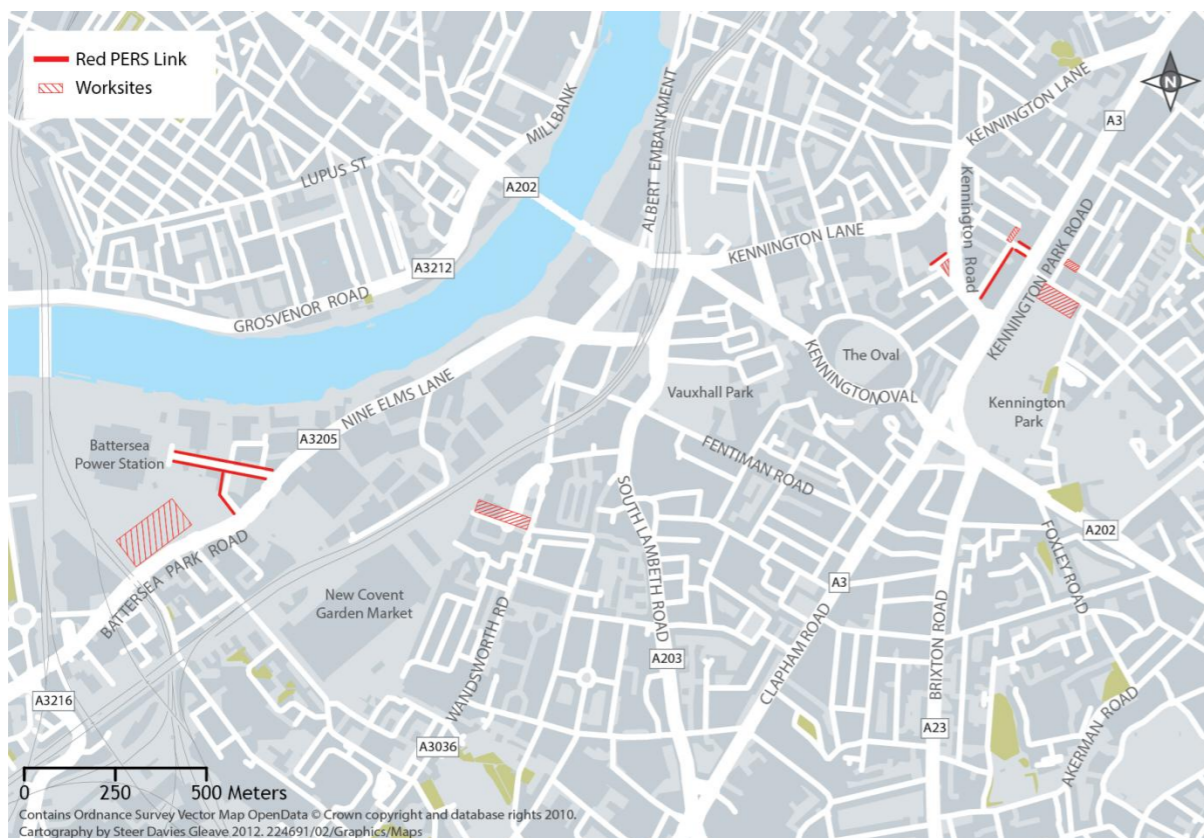 Red PERS Link
Worksites
MILLBANK
ALBERT EMBANKMENT
KENNINGTON LANE
N
A3
LUPUS ST
A202
Kennington Road
KENNINGTON LANE
KENNINGTON PARK ROAD
A3212
GROSVENOR ROAD
The Oval
KENNINGTON OVAL
Vauxhall Park
Kennington
Park
NINE ELMS LANE
A3205
Battersea
Power Station
FENTIMAN ROAD
SOUTH LAMBETH ROAD
A202
FOXLEY ROAD
BATTERSEA PARK ROAD
New Covent
Garden Market
A3
WANDSWORTH RD
CLAPHAM ROAD
BRIXTON ROAD
A203
A3216
A3036
A23
AKERMAN ROAD
0 250 500 Meters
Contains Ordnance Survey Vector Map OpenData © Crown copyright and database rights 2010.
Cartography by Steer Davies Gleave 2012. 224691/02/Graphics/Maps